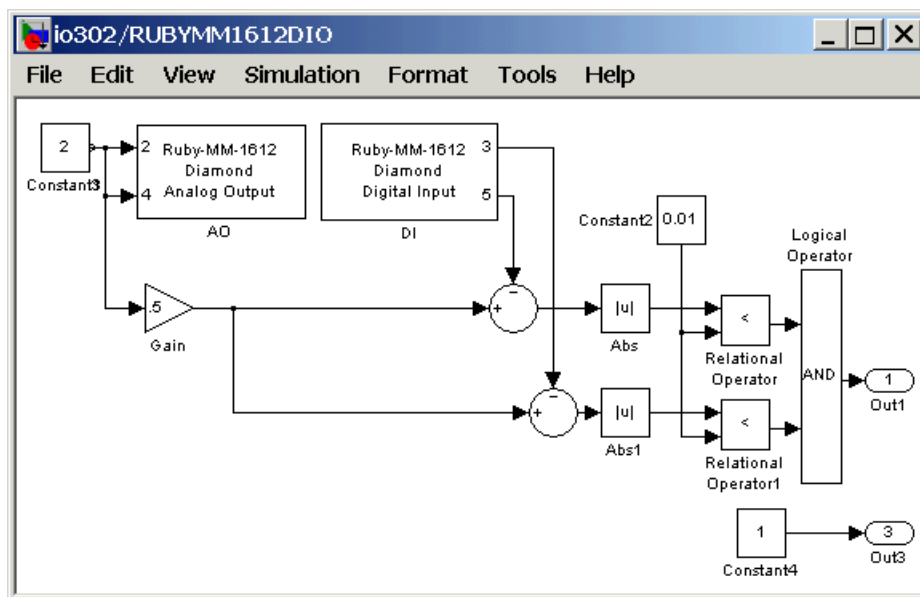 io302/RUBYMM1612DIO
File Edit View Simulation Format Tools Help
2
Constant3
2
4
Ruby-MM-1612
Diamond
Analog Output
AO
Ruby-MM-1612
Diamond
Digital Input
3
5
DI
Constant2
0.01
Logical
Operator
.5
Gain
+
−
|u|
Abs
<
Relational
Operator
AND
1
Out1
+
−
|u|
Abs1
<
Relational
Operator1
1
Constant4
3
Out3